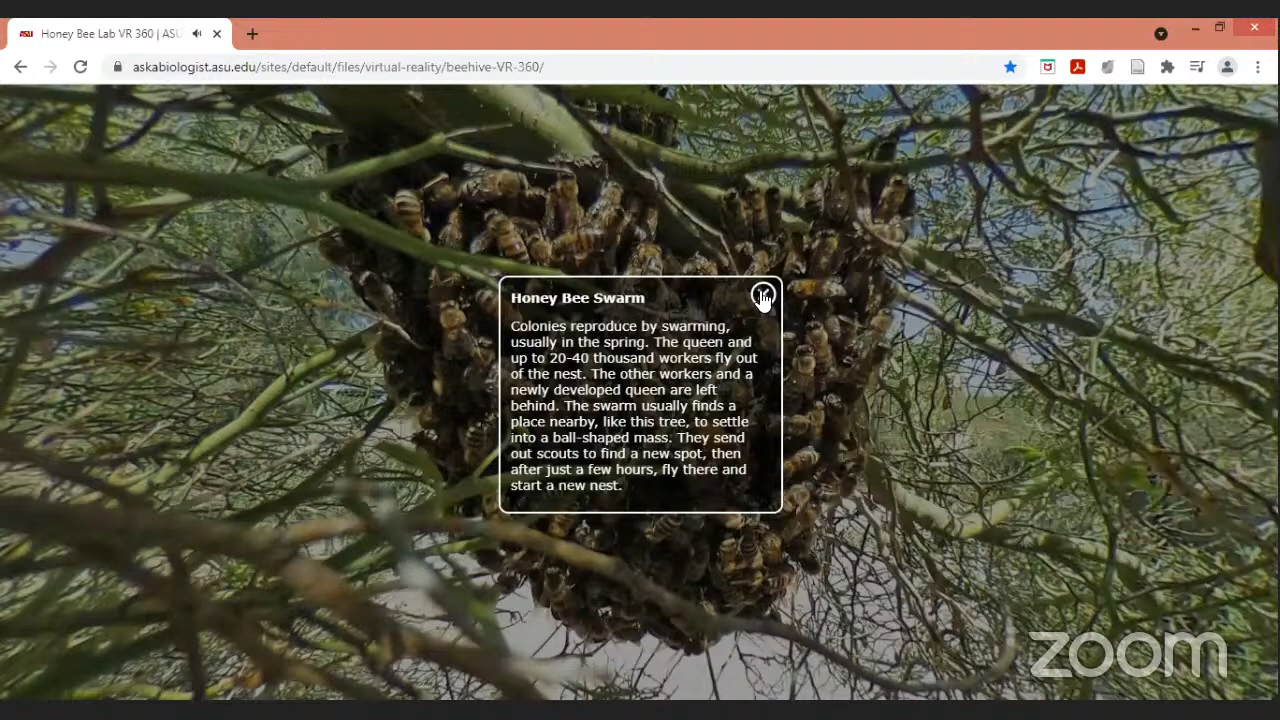 ASU Honey Bee Lab VR 360 | ASU
askabiologist.asu.edu/sites/default/files/virtual-reality/beehive-VR-360/
Honey Bee Swarm
Colonies reproduce by swarming,
usually in the spring. The queen and
up to 20-40 thousand workers fly out
of the nest. The other workers and a
newly developed queen are left
behind. The swarm usually finds a
place nearby, like this tree, to settle
into a ball-shaped mass. They send
out scouts to find a new spot, then
after just a few hours, fly there and
start a new nest.
zoom